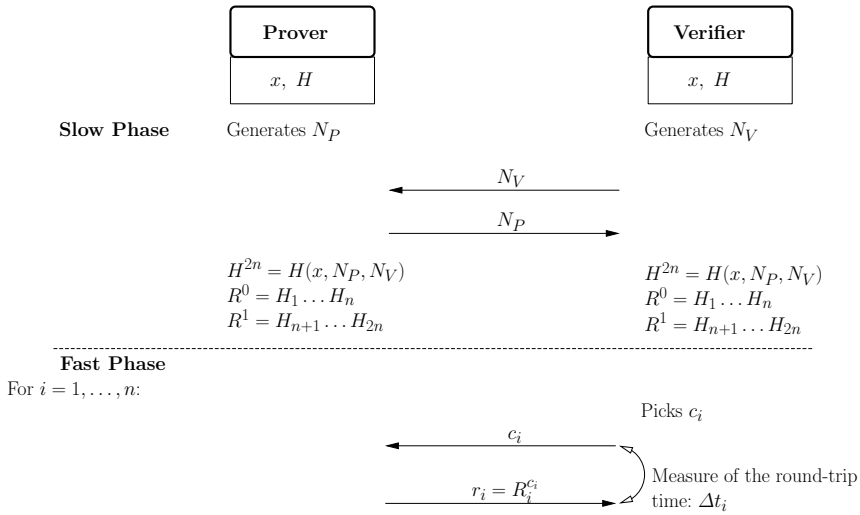 Prover Verifier
x, H x, H
Slow Phase Generates N_P Generates N_V
N_V
N_P
H^{2n} = H(x, N_P, N_V) H^{2n} = H(x, N_P, N_V)
R^0 = H_1 … H_n R^0 = H_1 … H_n
R^1 = H_{n+1} … H_{2n} R^1 = H_{n+1} … H_{2n}
Fast Phase
For i = 1, …, n:
Picks c_i
c_i
r_i = R_i^{c_i}
Measure of the round-trip
time: Δt_i